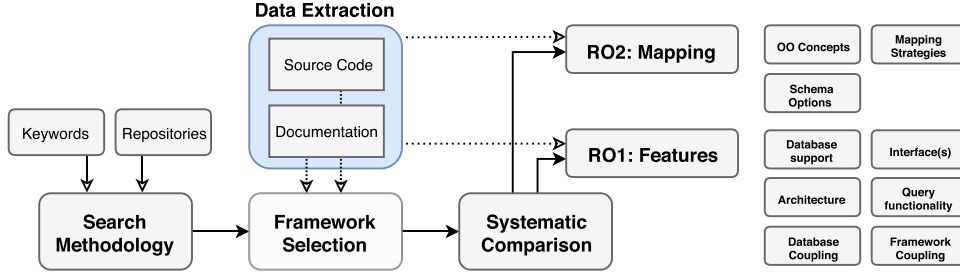 Data Extraction
Source Code
Documentation
Keywords
Repositories
Search
Methodology
Framework
Selection
Systematic
Comparison
RO2: Mapping
RO1: Features
OO Concepts
Mapping
Strategies
Schema
Options
Database
support
Interface(s)
Architecture
Query
functionality
Database
Coupling
Framework
Coupling